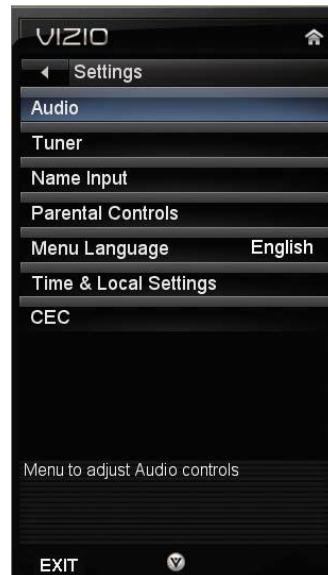 VIZIO
Settings
Audio
Tuner
Name Input
Parental Controls
Menu Language English
Time & Local Settings
CEC
Menu to adjust Audio controls
EXIT V